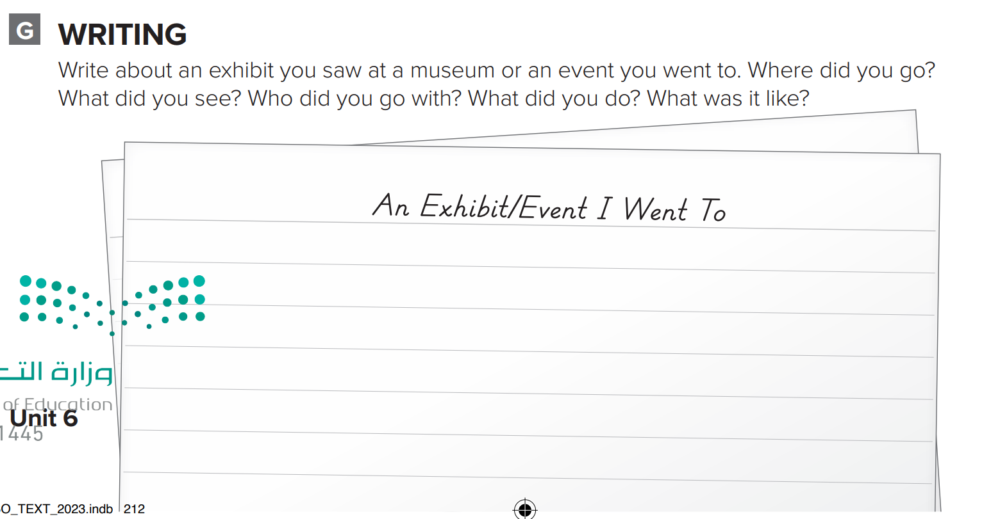 G WRITING
Write about an exhibit you saw at a museum or an event you went to. Where did you go?
What did you see? Who did you go with? What did you do? What was it like?
An Exhibit/Event I Went To
وزارة التـ
of Education
Unit 6
1445
O_TEXT_2023.indb 212